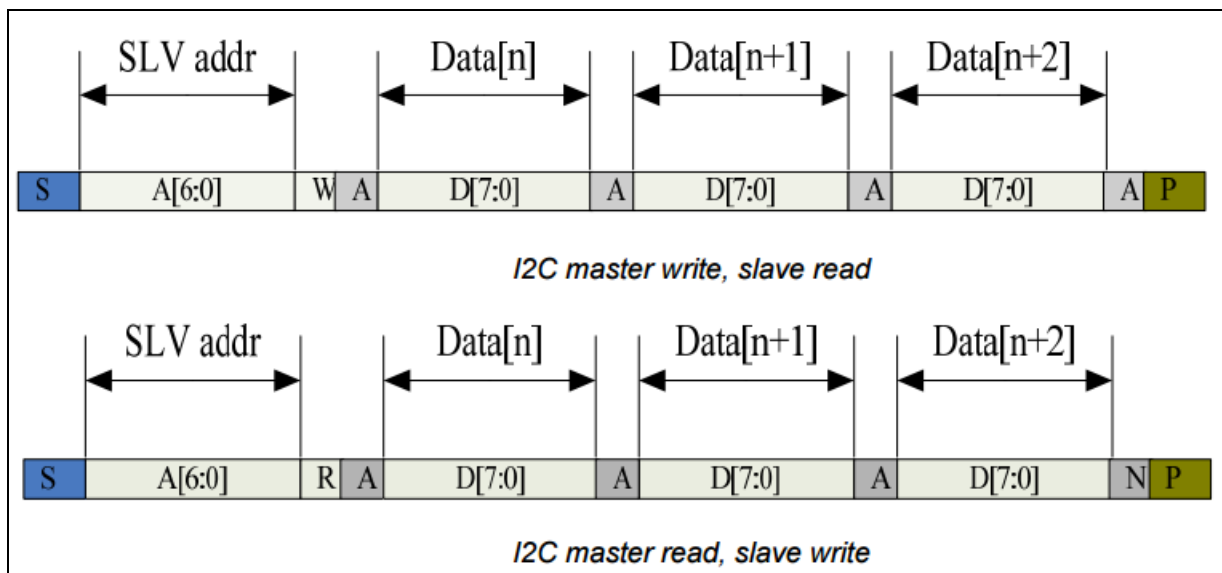 SLV addr Data[n] Data[n+1] Data[n+2]
S A[6:0] W A D[7:0] A D[7:0] A D[7:0] A P
I2C master write, slave read
SLV addr Data[n] Data[n+1] Data[n+2]
S A[6:0] R A D[7:0] A D[7:0] A D[7:0] N P
I2C master read, slave write